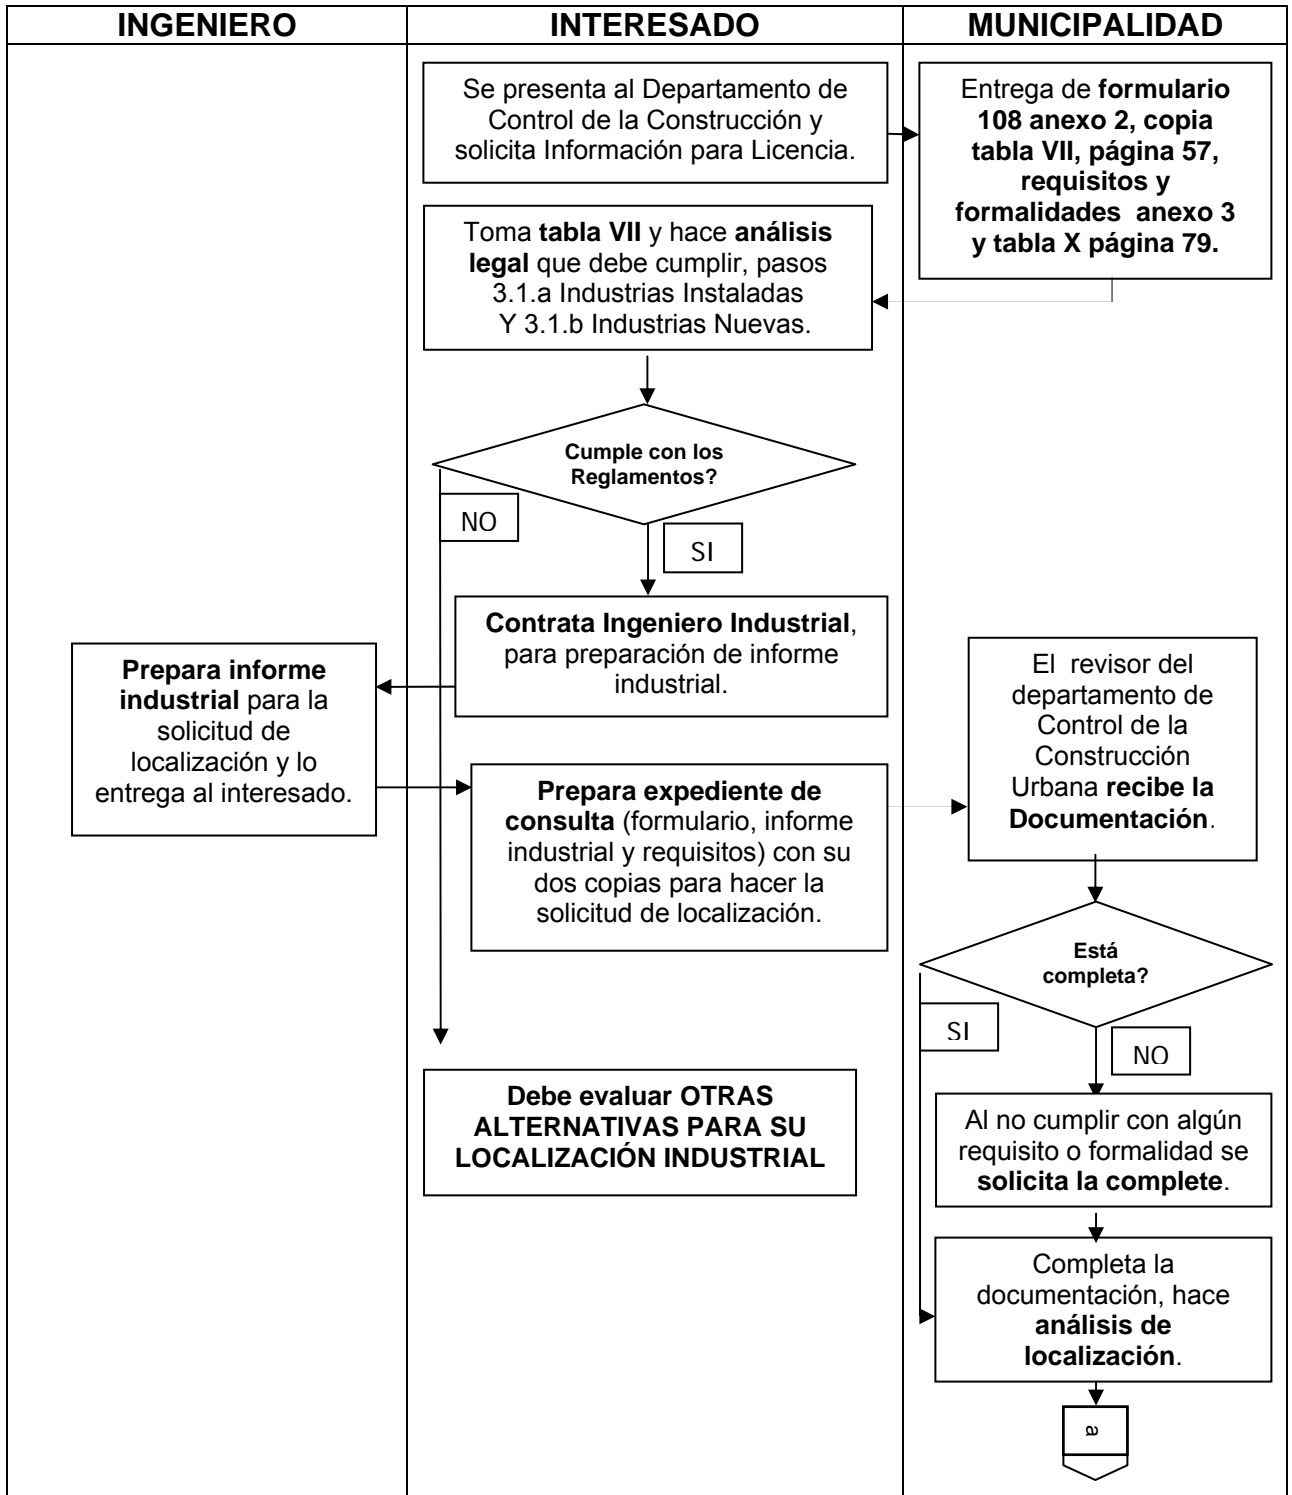 INGENIERO
INTERESADO
MUNICIPALIDAD
Se presenta al Departamento de
Control de la Construcción y
solicita Información para Licencia.
Entrega de formulario
108 anexo 2, copia
tabla VII, página 57,
requisitos y
formalidades anexo 3
y tabla X página 79.
Toma tabla VII y hace análisis
legal que debe cumplir, pasos
3.1.a Industrias Instaladas
Y 3.1.b Industrias Nuevas.
Cumple con los
Reglamentos?
NO
SI
Contrata Ingeniero Industrial,
para preparación de informe
industrial.
Prepara informe
industrial para la
solicitud de
localización y lo
entrega al interesado.
Prepara expediente de
consulta (formulario, informe
industrial y requisitos) con su
dos copias para hacer la
solicitud de localización.
El revisor del
departamento de
Control de la
Construcción
Urbana recibe la
Documentación.
Está
completa?
SI
NO
Debe evaluar OTRAS
ALTERNATIVAS PARA SU
LOCALIZACIÓN INDUSTRIAL
Al no cumplir con algún
requisito o formalidad se
solicita la complete.
Completa la
documentación, hace
análisis de
localización.
a